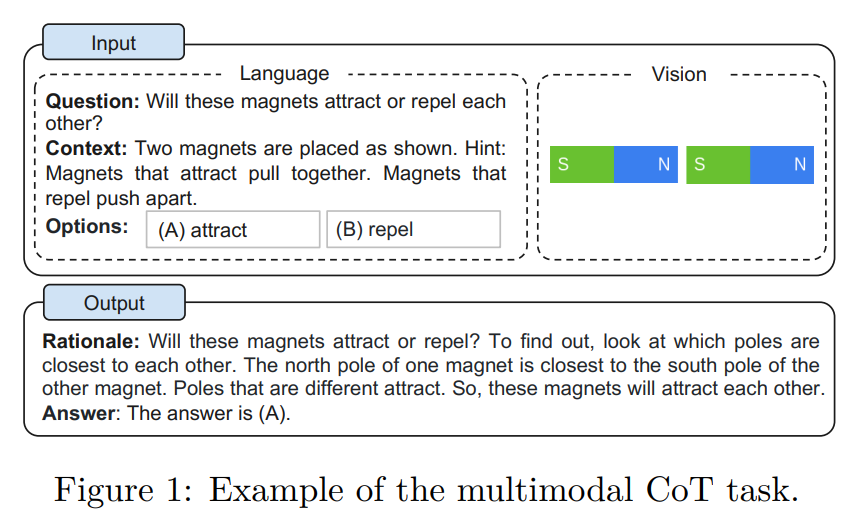 Input
Language
Question: Will these magnets attract or repel each
other?
Context: Two magnets are placed as shown. Hint:
Magnets that attract pull together. Magnets that
repel push apart.
Options: (A) attract (B) repel
Vision
S N S N
Output
Rationale: Will these magnets attract or repel? To find out, look at which poles are
closest to each other. The north pole of one magnet is closest to the south pole of the
other magnet. Poles that are different attract. So, these magnets will attract each other.
Answer: The answer is (A).
Figure 1: Example of the multimodal CoT task.